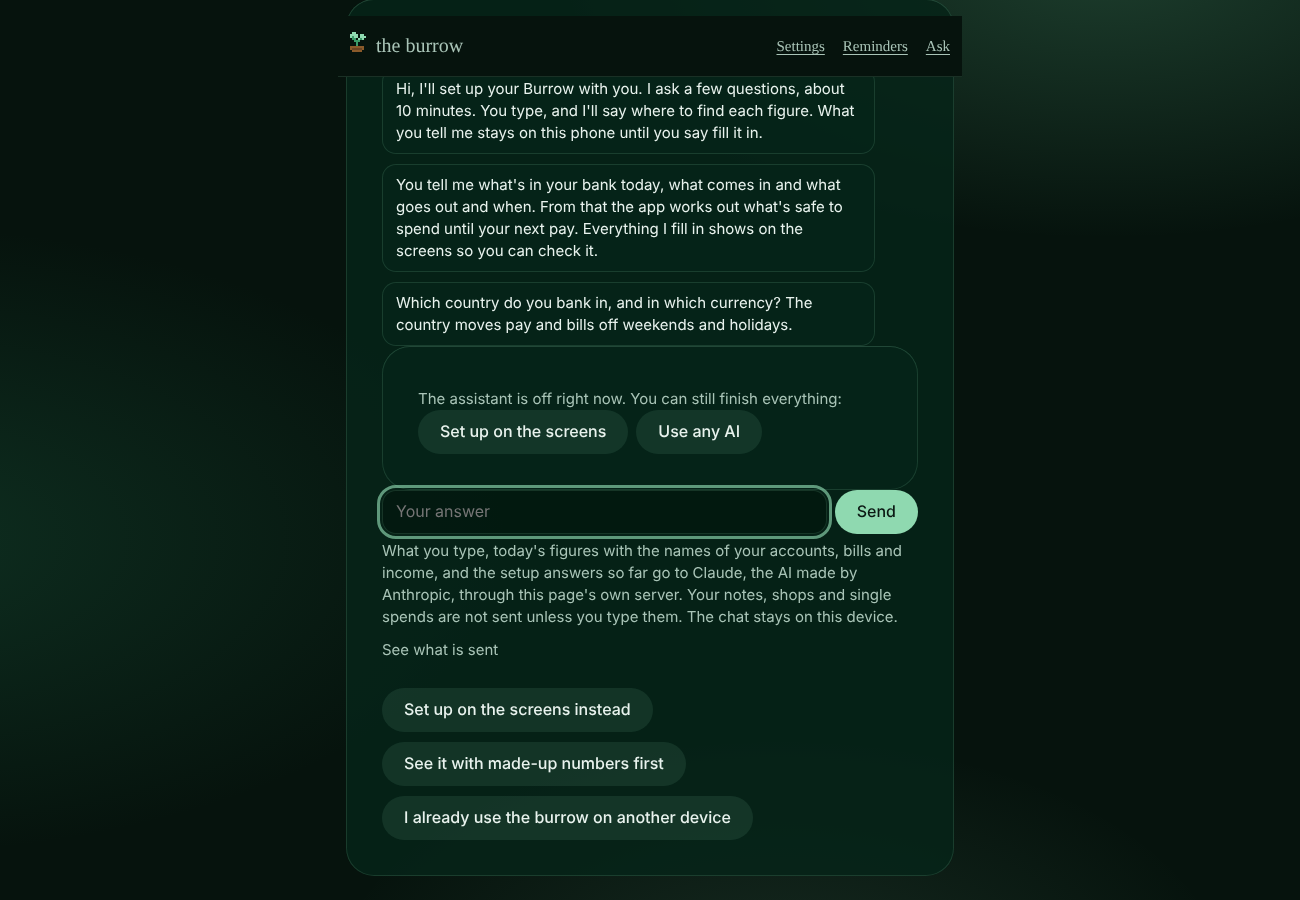 the burrow
Settings Reminders Ask
Hi, I'll set up your Burrow with you. I ask a few questions, about
10 minutes. You type, and I'll say where to find each figure. What
you tell me stays on this phone until you say fill it in.
You tell me what's in your bank today, what comes in and what
goes out and when. From that the app works out what's safe to
spend until your next pay. Everything I fill in shows on the
screens so you can check it.
Which country do you bank in, and in which currency? The
country moves pay and bills off weekends and holidays.
The assistant is off right now. You can still finish everything:
Set up on the screens Use any AI
Your answer Send
What you type, today's figures with the names of your accounts, bills and
income, and the setup answers so far go to Claude, the AI made by
Anthropic, through this page's own server. Your notes, shops and single
spends are not sent unless you type them. The chat stays on this device.
See what is sent
Set up on the screens instead
See it with made-up numbers first
I already use the burrow on another device